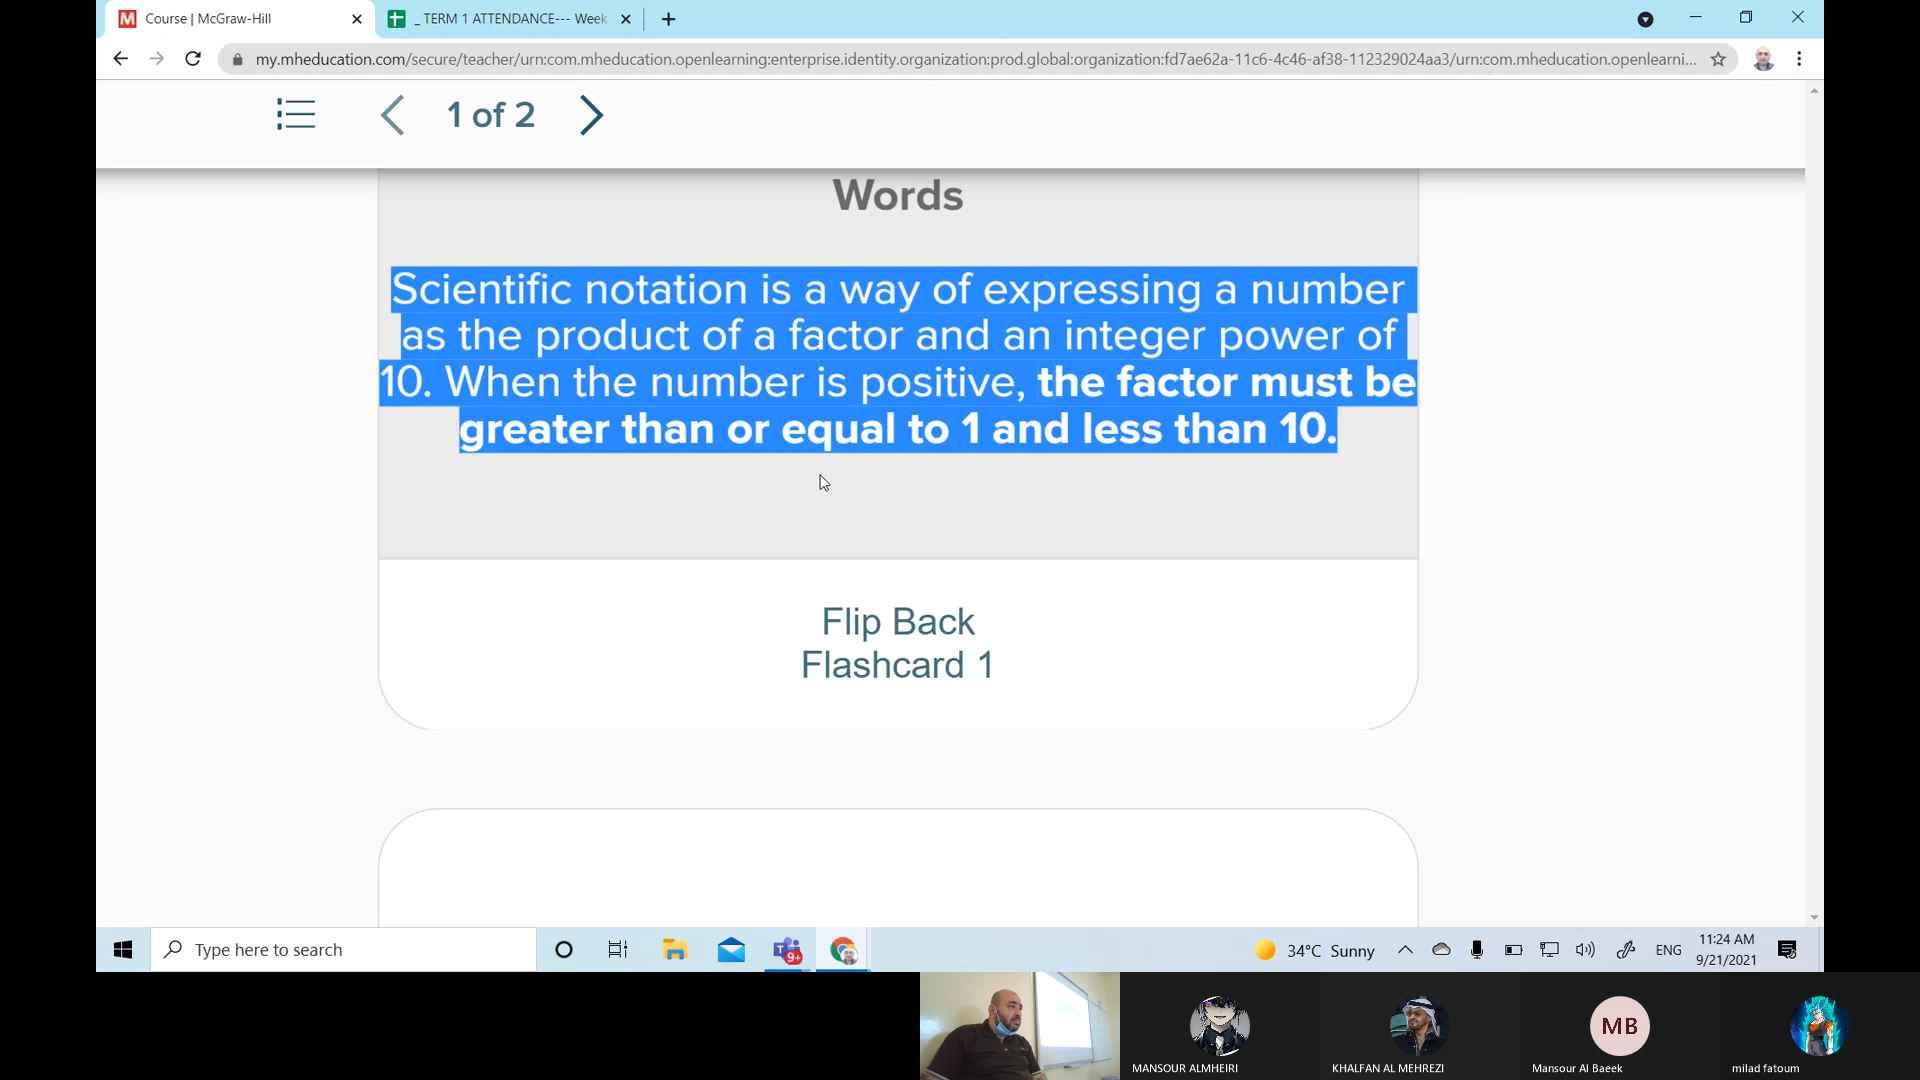 Course | McGraw-Hill
_ TERM 1 ATTENDANCE--- Week
my.mheducation.com/secure/teacher/urn:com.mheducation.openlearning:enterprise.identity.organization:prod.global:organization:fd7ae62a-11c6-4c46-af38-112329024aa3/urn:com.mheducation.openlearni...
1 of 2
Words
Scientific notation is a way of expressing a number
as the product of a factor and an integer power of
10. When the number is positive, the factor must be
greater than or equal to 1 and less than 10.
Flip Back
Flashcard 1
Type here to search
9+
34°C Sunny
ENG
11:24 AM
9/21/2021
MB
MANSOUR ALMHEIRI
KHALFAN AL MEHREZI
Mansour Al Baeek
milad fatoum